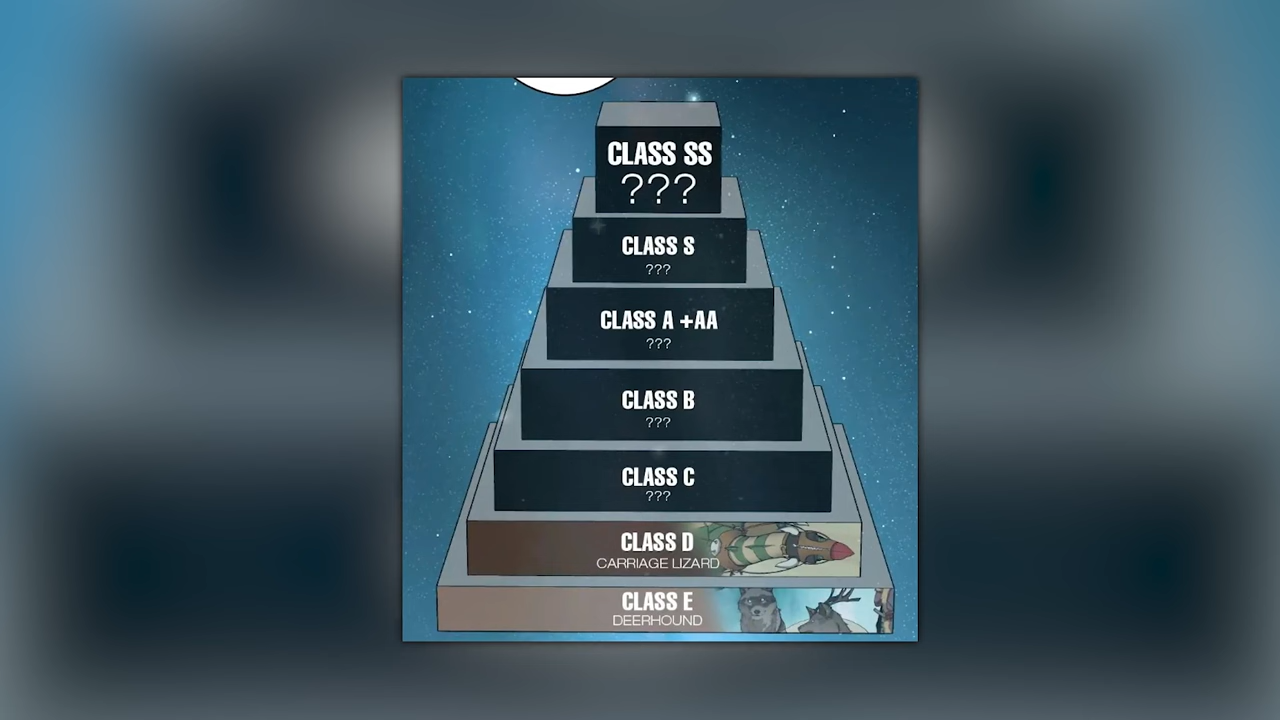 CLASS SS
???
CLASS S
???
CLASS A +AA
???
CLASS B
???
CLASS C
???
CLASS D
CARRIAGE LIZARD
CLASS E
DEERHOUND